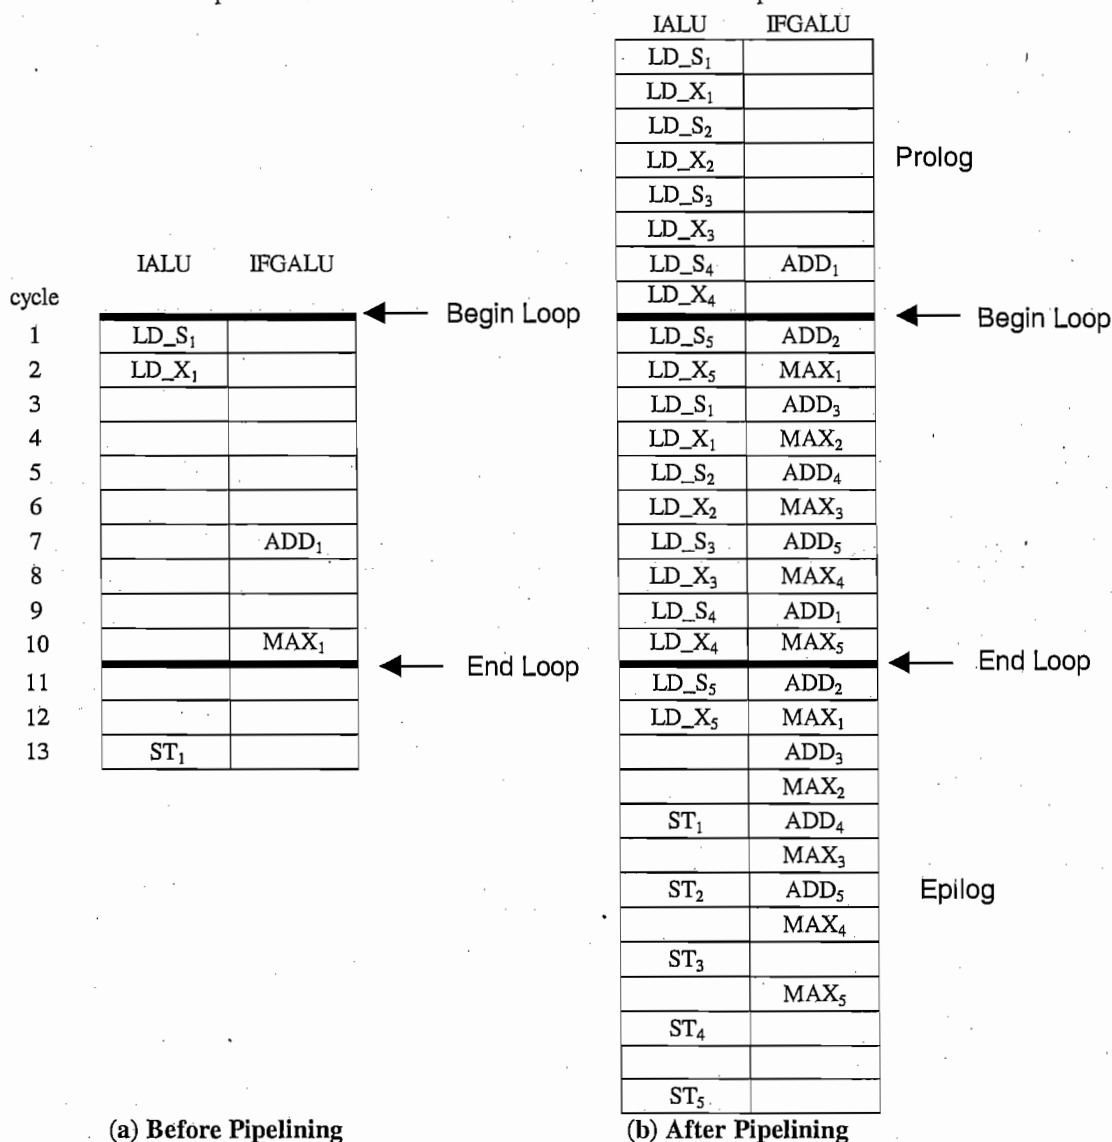 IALU IFGALU
LD_S₁
LD_X₁
LD_S₂
LD_X₂
Prolog
LD_S₃
LD_X₃
LD_S₄ ADD₁
LD_X₄
Begin Loop
LD_S₅ ADD₂
LD_X₅ MAX₁
LD_S₁ ADD₃
LD_X₁ MAX₂
LD_S₂ ADD₄
LD_X₂ MAX₃
LD_S₃ ADD₅
LD_X₃ MAX₄
LD_S₄ ADD₁
LD_X₄ MAX₅
End Loop
LD_S₅ ADD₂
LD_X₅ MAX₁
ADD₃
MAX₂
ST₁ ADD₄
MAX₃
ST₂ ADD₅
Epilog
MAX₄
ST₃
MAX₅
ST₄
ST₅
(b) After Pipelining
IALU IFGALU
cycle
Begin Loop
1 LD_S₁
2 LD_X₁
3
4
5
6
7 ADD₁
8
9
10 MAX₁
End Loop
11
12
13 ST₁
(a) Before Pipelining